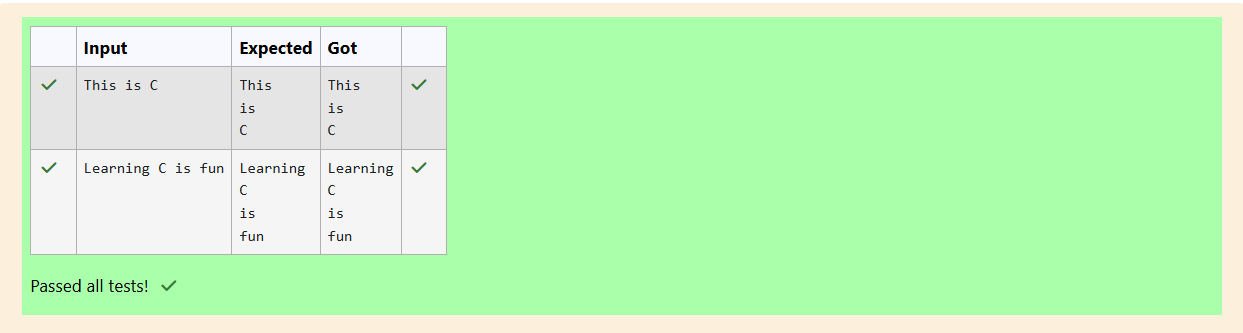 Input Expected Got
This is C This This
is is
C C
Learning C is fun Learning Learning
C C
is is
fun fun
Passed all tests!